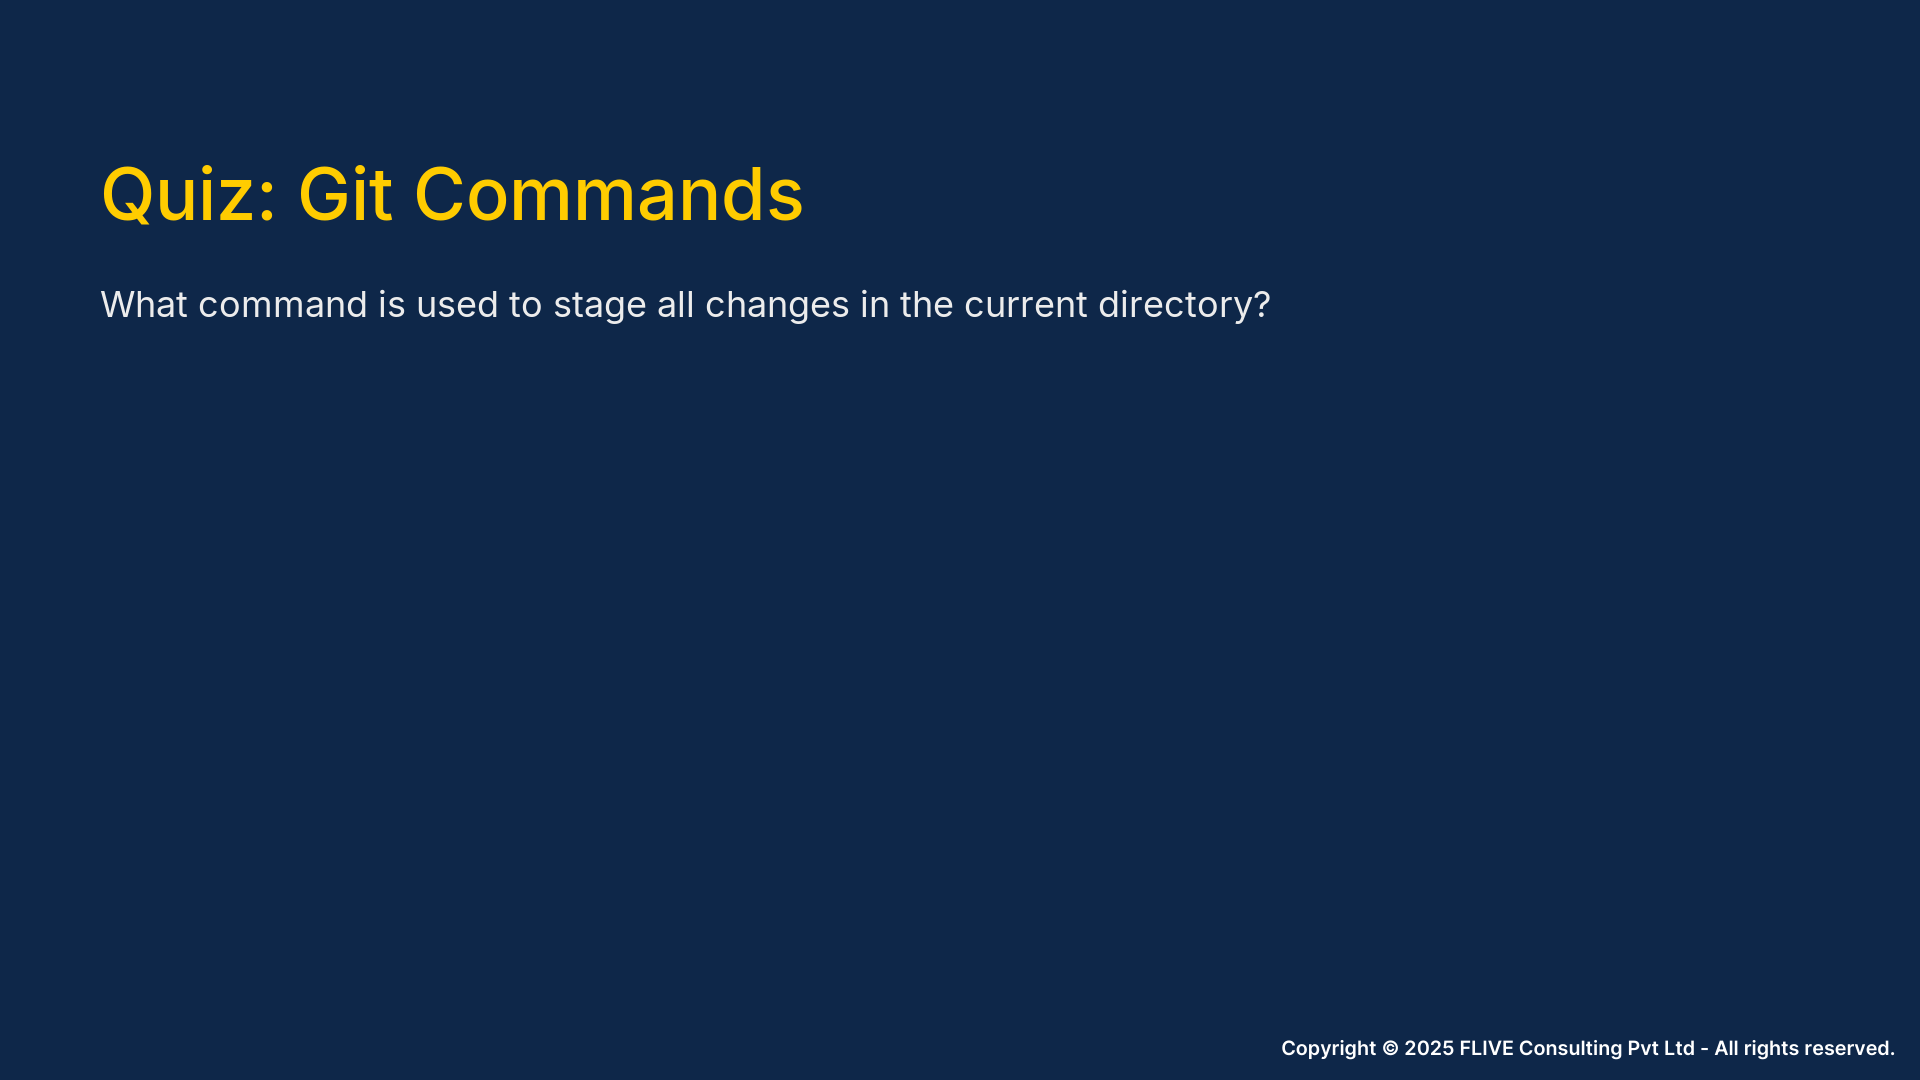 Quiz: Git Commands
What command is used to stage all changes in the current directory?
Copyright © 2025 FLIVE Consulting Pvt Ltd - All rights reserved.